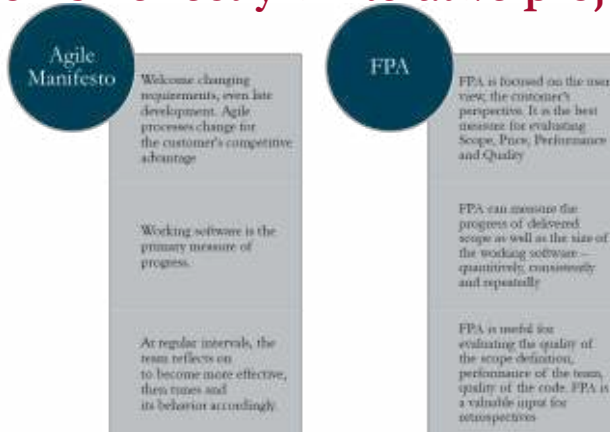 Agile
Manifesto
Welcome changing
requirements, even late
development. Agile
processes change for
the customer's competitive
advantage
Working software is the
primary measure of
progress.
At regular intervals, the
team reflects on
to become more effective,
then tunes and
its behavior accordingly.
FPA
FPA is focused on the user
view, the customer's
perspective. It is the best
measure for evaluating
Scope, Price, Performance
and Quality
FPA can measure the
progress of delivered
scope as well as the size of
the working software –
quantitively, consistently
and repeatedly
FPA is useful for
evaluating the quality of
the scope definition,
performance of the team,
quality of the code. FPA is
a valuable input for
retrospectives